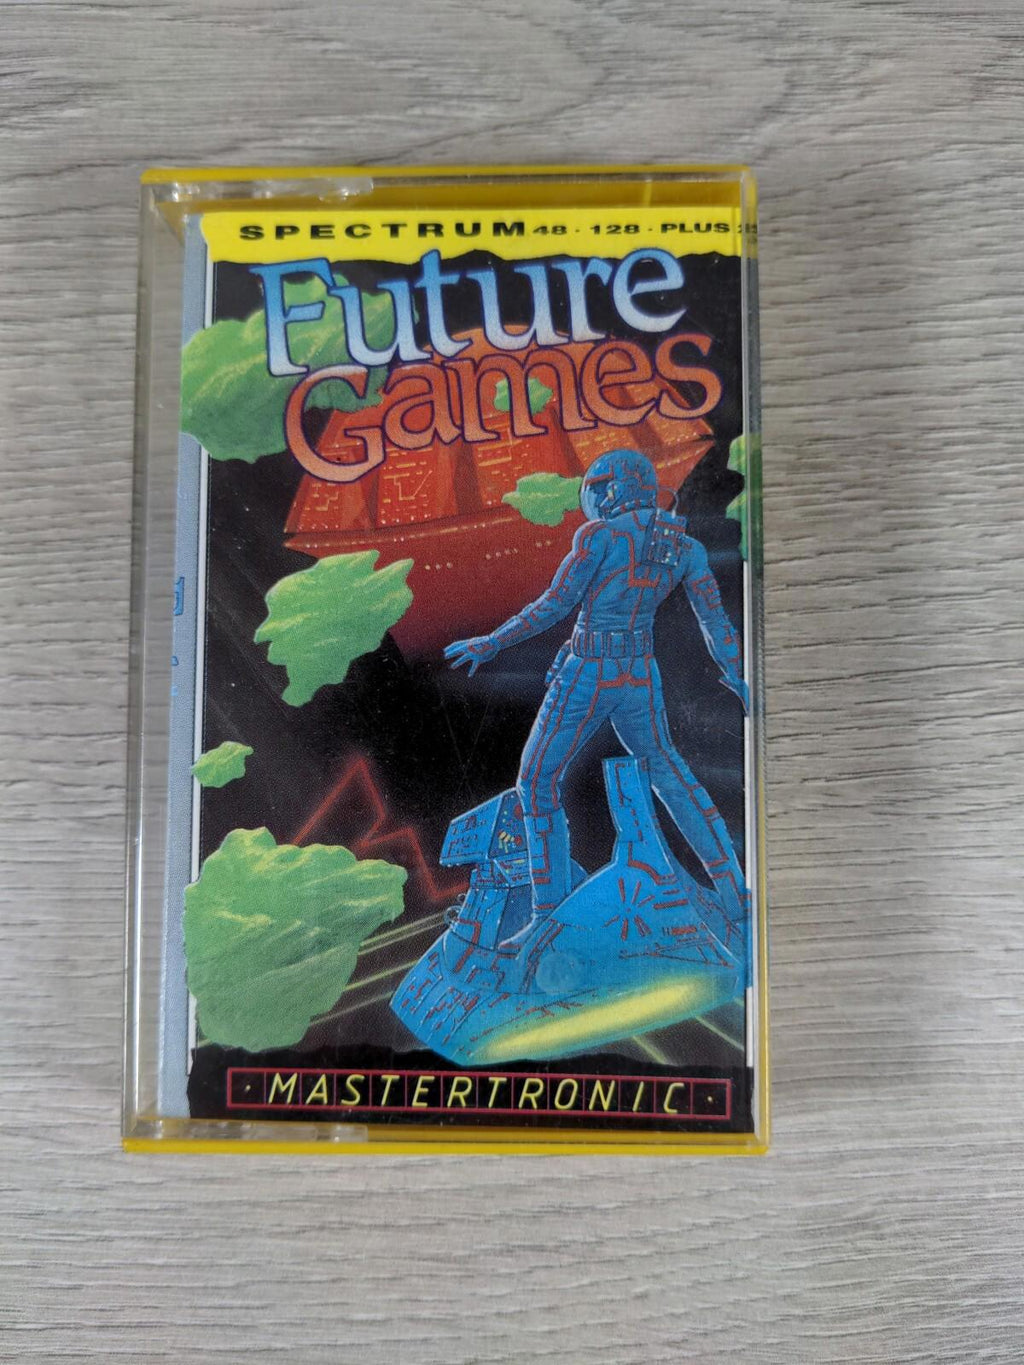 SPECTRUM 48 · 128 · PLUS
Future
Games
· MASTERTRONIC ·